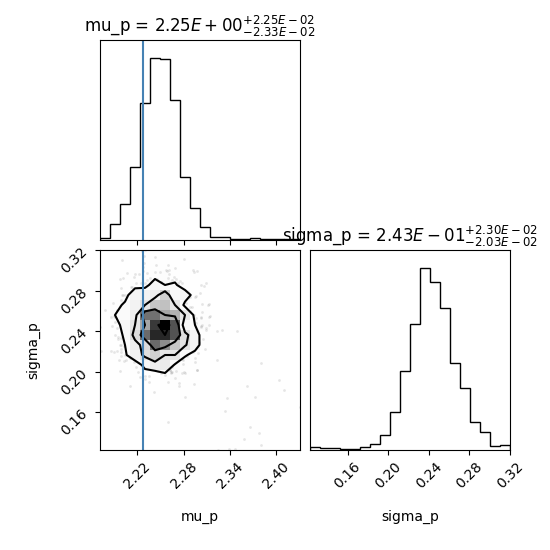 mu_p = 2.25E + 00+2.25E−02 −2.33E−02
sigma_p = 2.43E − 01+2.30E−02 −2.03E−02
0.32
0.28
0.24
0.20
0.16
sigma_p
2.22 2.28 2.34 2.40
0.16 0.20 0.24 0.28 0.32
mu_p
sigma_p